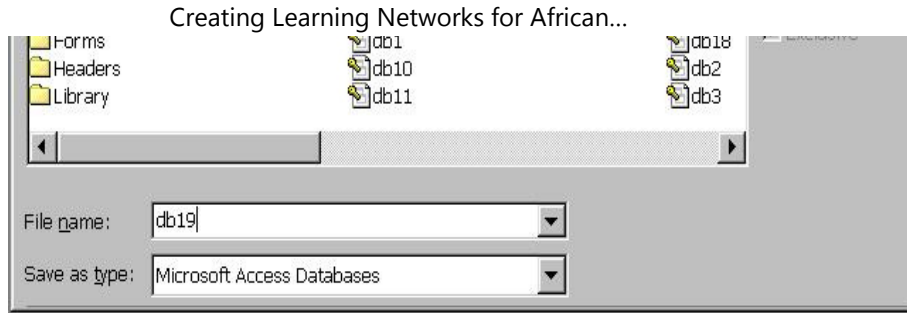 Creating Learning Networks for African...
Forms db1 db18 Exclusive
Headers db10 db2
Library db11 db3
File name: db19
Save as type: Microsoft Access Databases